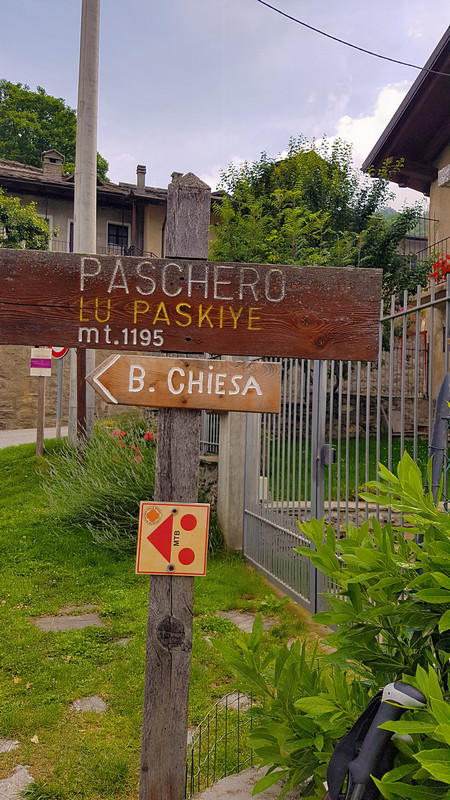 PASCHERO
LU PASKIYE
mt.1195
B. CHIESA
MTB